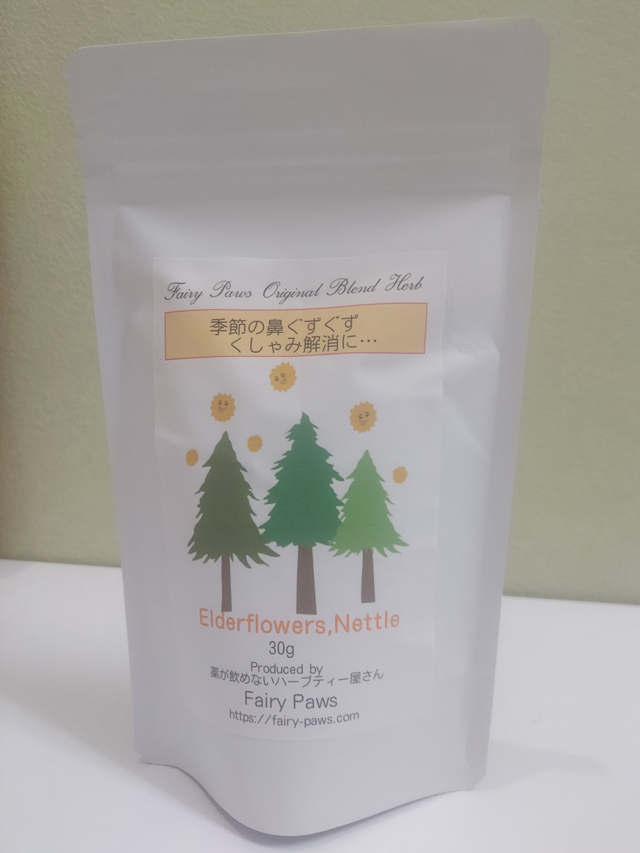 Fairy Paws Original Blend Herb
季節の鼻ぐずぐず
くしゃみ解消に…
Elderflowers,Nettle
30g
Produced by
薬が飲めないハーブティー屋さん
Fairy Paws
https://fairy-paws.com